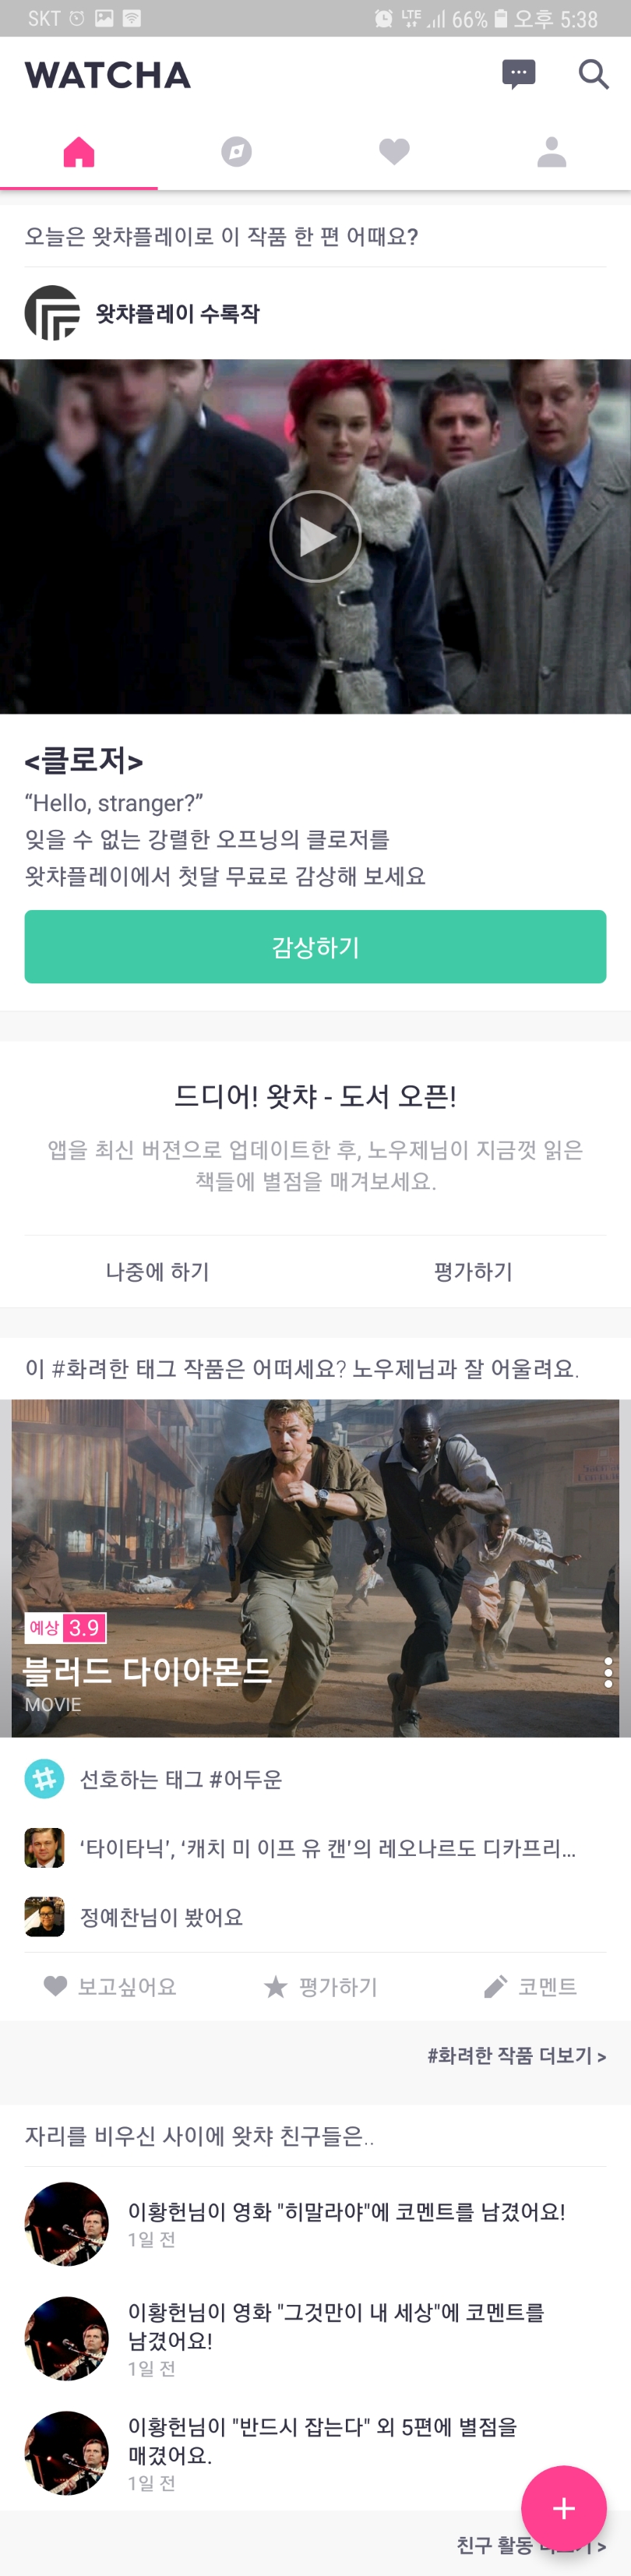 SKT LTE 66% 오후 5:38
WATCHA
오늘은 왓챠플레이로 이 작품 한 편 어때요?
왓챠플레이 수록작
<클로저>
“Hello, stranger?”
잊을 수 없는 강렬한 오프닝의 클로저를
왓챠플레이에서 첫달 무료로 감상해 보세요
감상하기
드디어! 왓챠 - 도서 오픈!
앱을 최신 버젼으로 업데이트한 후, 노우제님이 지금껏 읽은
책들에 별점을 매겨보세요.
나중에 하기 평가하기
이 #화려한 태그 작품은 어떠세요? 노우제님과 잘 어울려요.
예상 3.9
블러드 다이아몬드
MOVIE
선호하는 태그 #어두운
‘타이타닉’, ‘캐치 미 이프 유 캔’의 레오나르도 디카프리...
정예찬님이 봤어요
보고싶어요 평가하기 코멘트
#화려한 작품 더보기 >
자리를 비우신 사이에 왓챠 친구들은..
이황헌님이 영화 "히말라야"에 코멘트를 남겼어요!
1일 전
이황헌님이 영화 "그것만이 내 세상"에 코멘트를
남겼어요!
1일 전
이황헌님이 "반드시 잡는다" 외 5편에 별점을
매겼어요.
1일 전
친구 활동 >